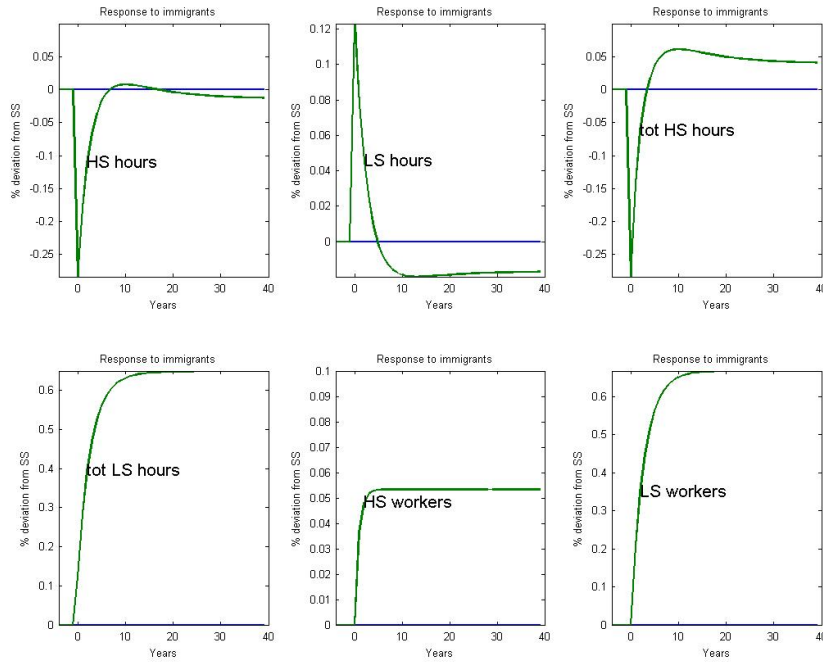 Response to immigrants
Response to immigrants
Response to immigrants
0.05
0
-0.05
-0.1
-0.15
-0.2
-0.25
% deviation from SS
HS hours
0 10 20 30 40
Years
0.12
0.1
0.08
0.06
0.04
0.02
0
% deviation from SS
LS hours
0 10 20 30 40
Years
0.05
0
-0.05
-0.1
-0.15
-0.2
-0.25
% deviation from SS
tot HS hours
0 10 20 30 40
Years
Response to immigrants
Response to immigrants
Response to immigrants
0.6
0.5
0.4
0.3
0.2
0.1
0
% deviation from SS
tot LS hours
0 10 20 30 40
Years
0.1
0.09
0.08
0.07
0.06
0.05
0.04
0.03
0.02
0.01
0
% deviation from SS
HS workers
0 10 20 30 40
Years
0.6
0.5
0.4
0.3
0.2
0.1
0
% deviation from SS
LS workers
0 10 20 30 40
Years